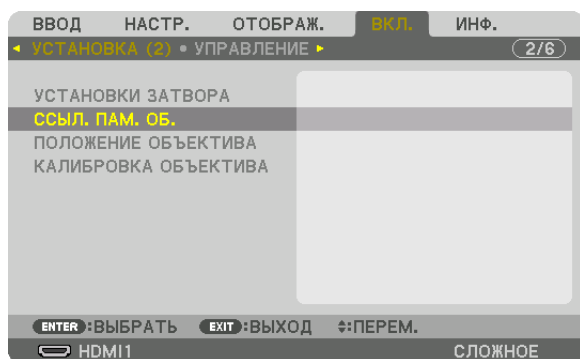 ВВОД НАСТР. ОТОБРАЖ. ВКЛ. ИНФ.
УСТАНОВКА (2) • УПРАВЛЕНИЕ 2/6
УСТАНОВКИ ЗАТВОРА
ССЫЛ. ПАМ. ОБ.
ПОЛОЖЕНИЕ ОБЪЕКТИВА
КАЛИБРОВКА ОБЪЕКТИВА
ENTER :ВЫБРАТЬ EXIT :ВЫХОД :ПЕРЕМ.
HDMI1 СЛОЖНОЕ